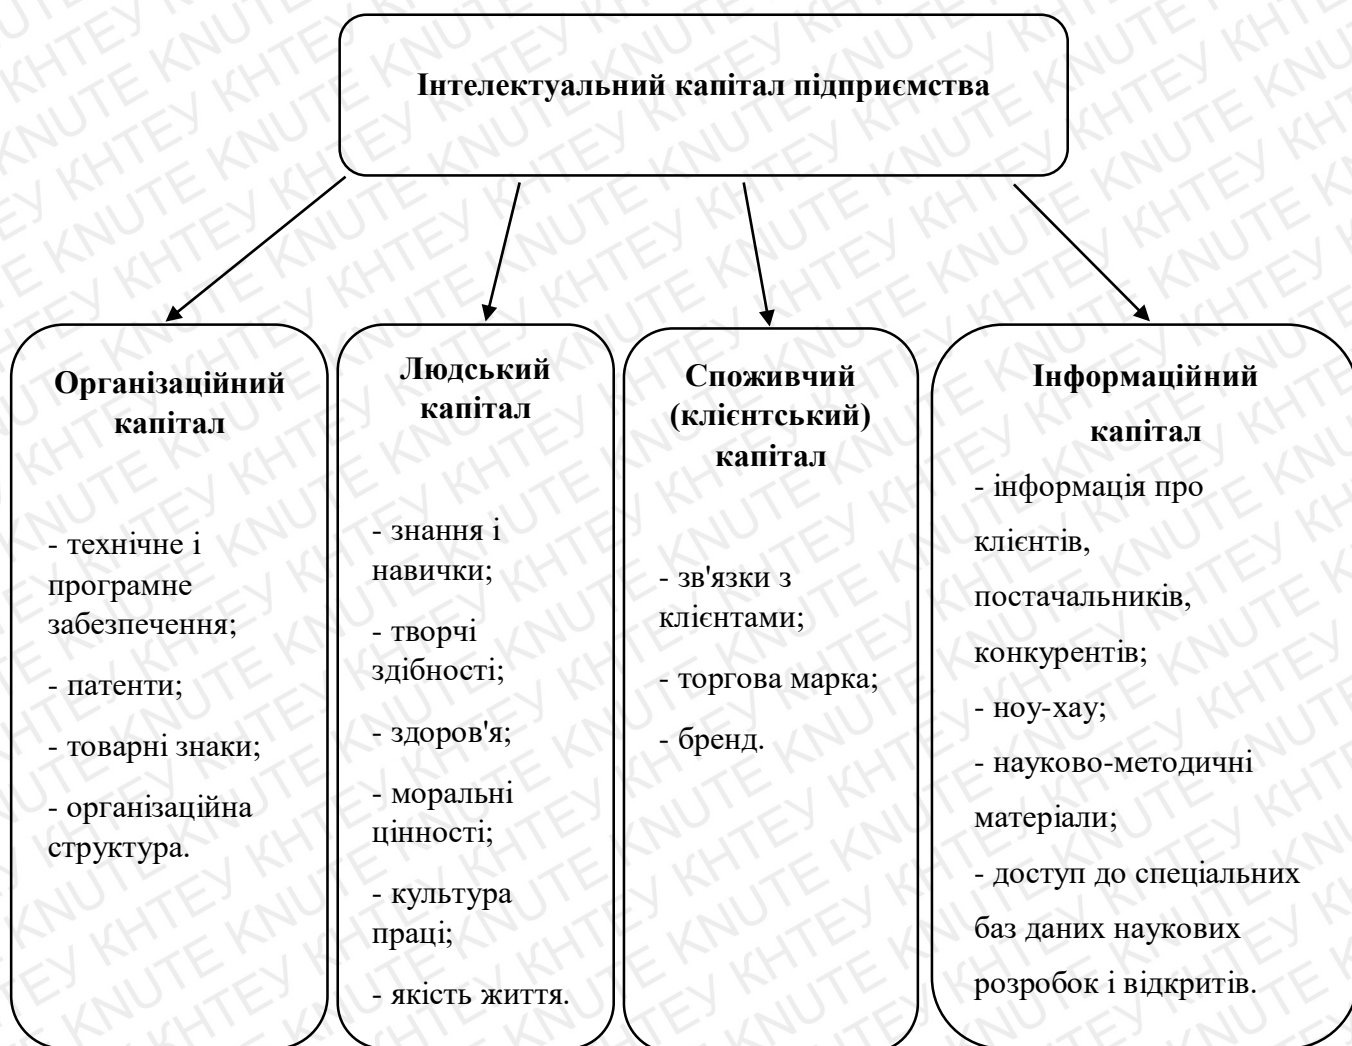 Інтелектуальний капітал підприємства
Організаційний
капітал
- технічне і
програмне
забезпечення;
- патенти;
- товарні знаки;
- організаційна
структура.
Людський
капітал
- знання і
навички;
- творчі
здібності;
- здоров'я;
- моральні
цінності;
- культура
праці;
- якість життя.
Споживчий
(клієнтський)
капітал
- зв'язки з
клієнтами;
- торгова марка;
- бренд.
Інформаційний
капітал
- інформація про
клієнтів,
постачальників,
конкурентів;
- ноу-хау;
- науково-методичні
матеріали;
- доступ до спеціальних
баз даних наукових
розробок і відкритів.